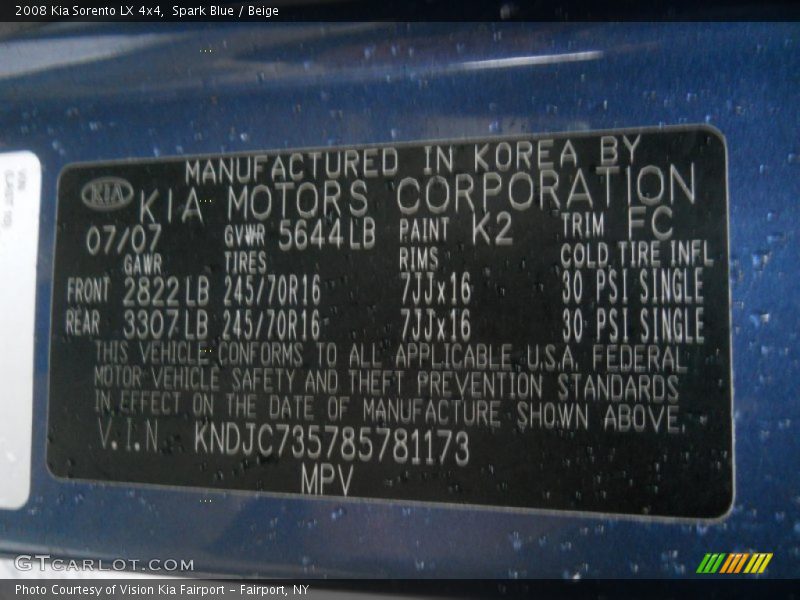 2008 Kia Sorento LX 4x4, Spark Blue / Beige
MANUFACTURED IN KOREA BY
KIA KIA MOTORS CORPORATION
07/07 GVWR 5644LB PAINT K2 TRIM FC
GAWR TIRES RIMS COLD TIRE INFL
FRONT 2822 LB 245/70R16 7JJx16 30 PSI SINGLE
REAR 3307 LB 245/70R16 7JJx16 30 PSI SINGLE
THIS VEHICLE CONFORMS TO ALL APPLICABLE U.S.A. FEDERAL
MOTOR VEHICLE SAFETY AND THEFT PREVENTION STANDARDS
IN EFFECT ON THE DATE OF MANUFACTURE SHOWN ABOVE.
V.I.N KNDJC735785781173
MPV
GTCARLOT.COM
Photo Courtesy of Vision Kia Fairport - Fairport, NY